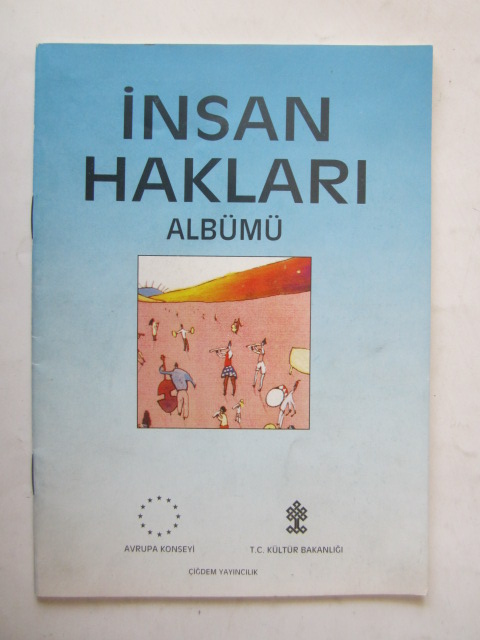 İNSAN
HAKLARI
ALBÜMÜ
AVRUPA KONSEYİ
T.C. KÜLTÜR BAKANLIĞI
ÇİĞDEM YAYINCILIK